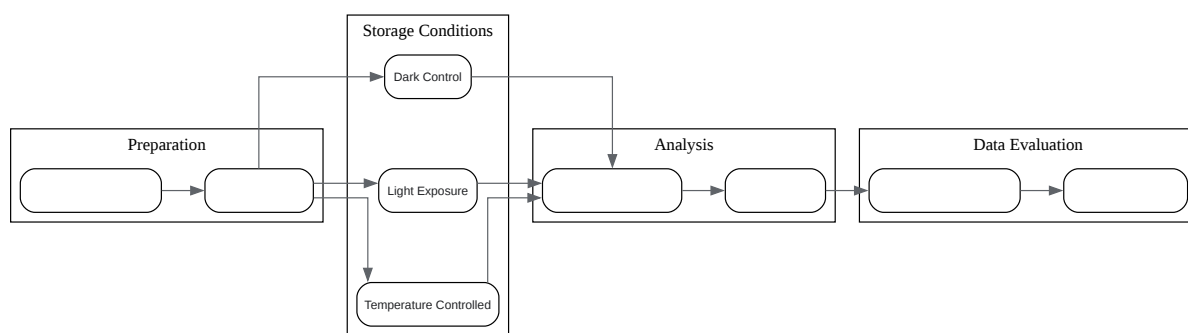 Storage Conditions
Dark Control
Preparation
Light Exposure
Temperature Controlled
Analysis
Data Evaluation